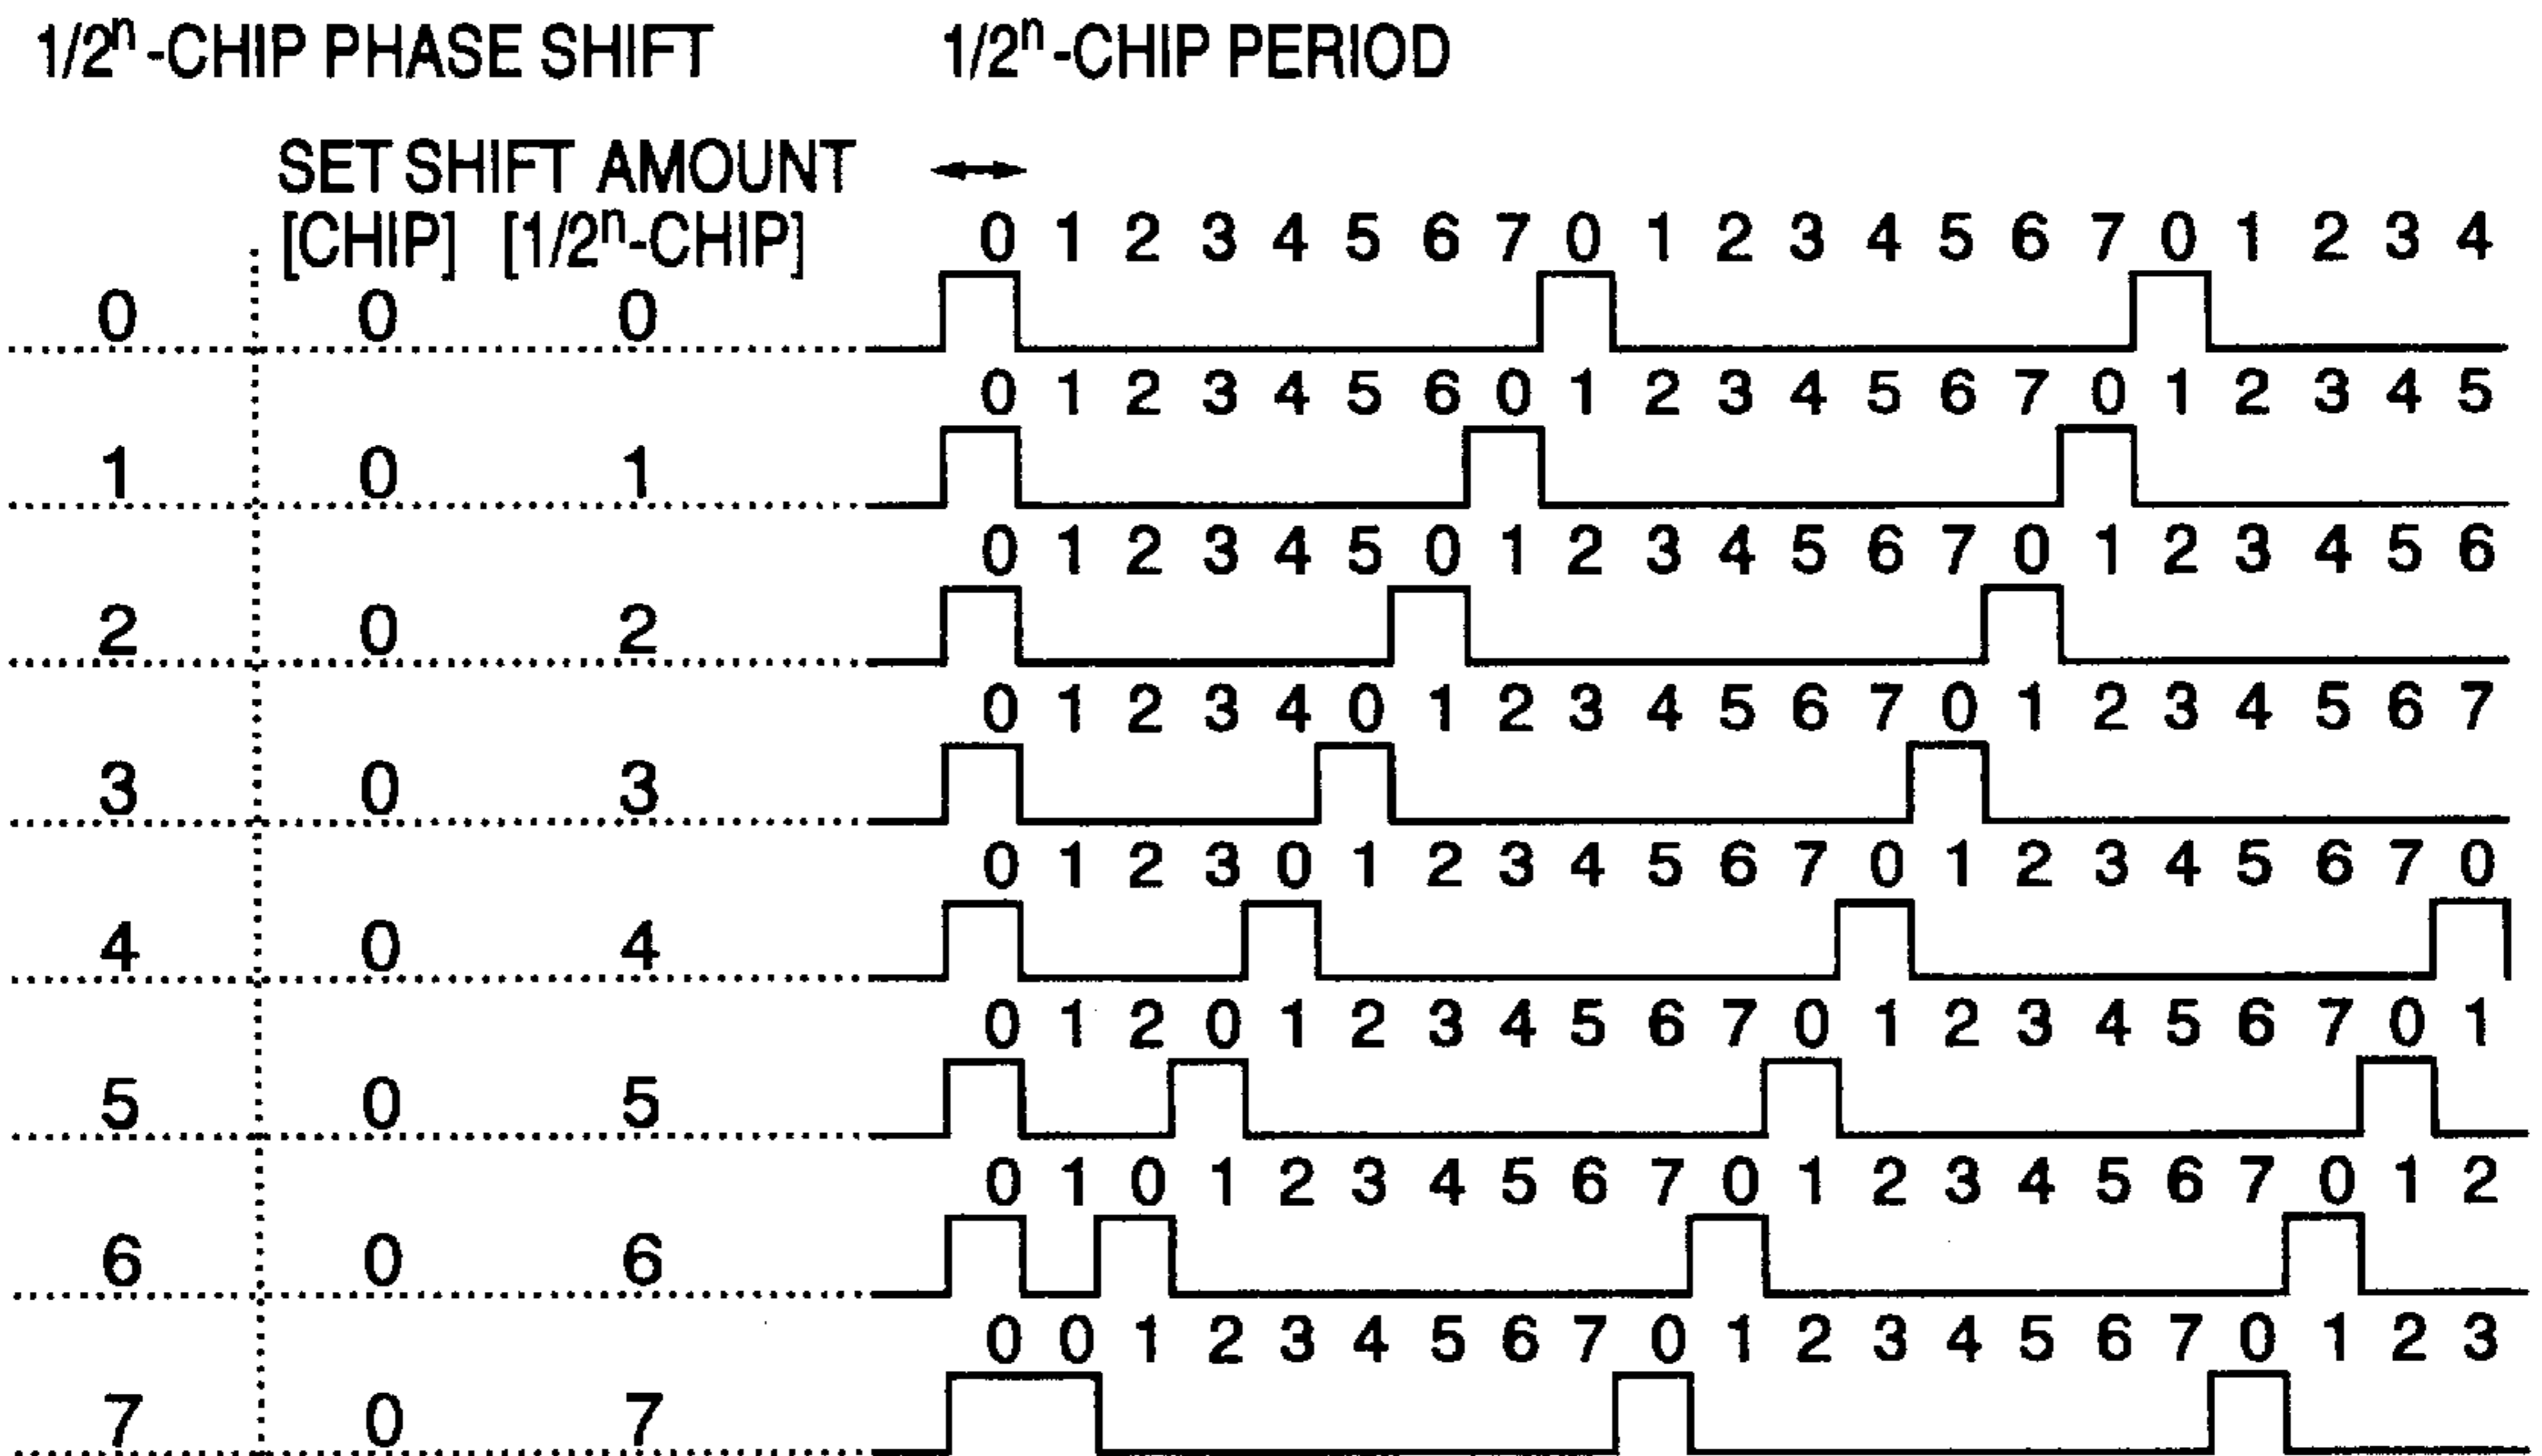 1/2ⁿ-CHIP PHASE SHIFT 1/2ⁿ-CHIP PERIOD
SET SHIFT AMOUNT
[CHIP] [1/2ⁿ-CHIP] 0 1 2 3 4 5 6 7 0 1 2 3 4 5 6 7 0 1 2 3 4
0 0 0
0 1 2 3 4 5 6 0 1 2 3 4 5 6 7 0 1 2 3 4 5
1 0 1
0 1 2 3 4 5 0 1 2 3 4 5 6 7 0 1 2 3 4 5 6
2 0 2
0 1 2 3 4 0 1 2 3 4 5 6 7 0 1 2 3 4 5 6 7
3 0 3
0 1 2 3 0 1 2 3 4 5 6 7 0 1 2 3 4 5 6 7 0
4 0 4
0 1 2 0 1 2 3 4 5 6 7 0 1 2 3 4 5 6 7 0 1
5 0 5
0 1 0 1 2 3 4 5 6 7 0 1 2 3 4 5 6 7 0 1 2
6 0 6
0 0 1 2 3 4 5 6 7 0 1 2 3 4 5 6 7 0 1 2 3
7 0 7